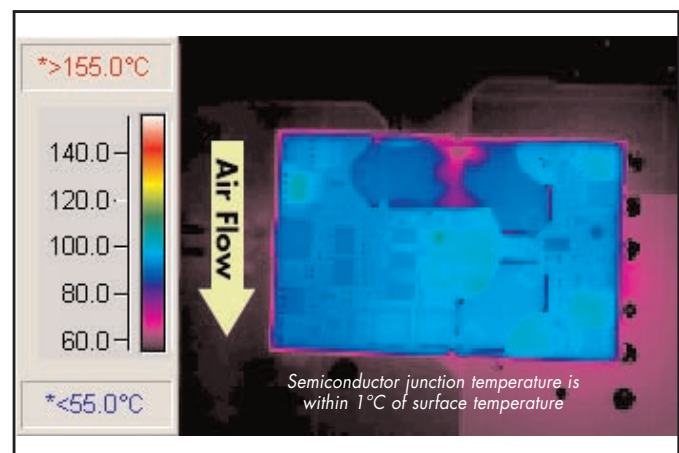 *>155.0°C
140.0
120.0
100.0
80.0
60.0
*<55.0°C
Air Flow
Semiconductor junction temperature is
within 1°C of surface temperature